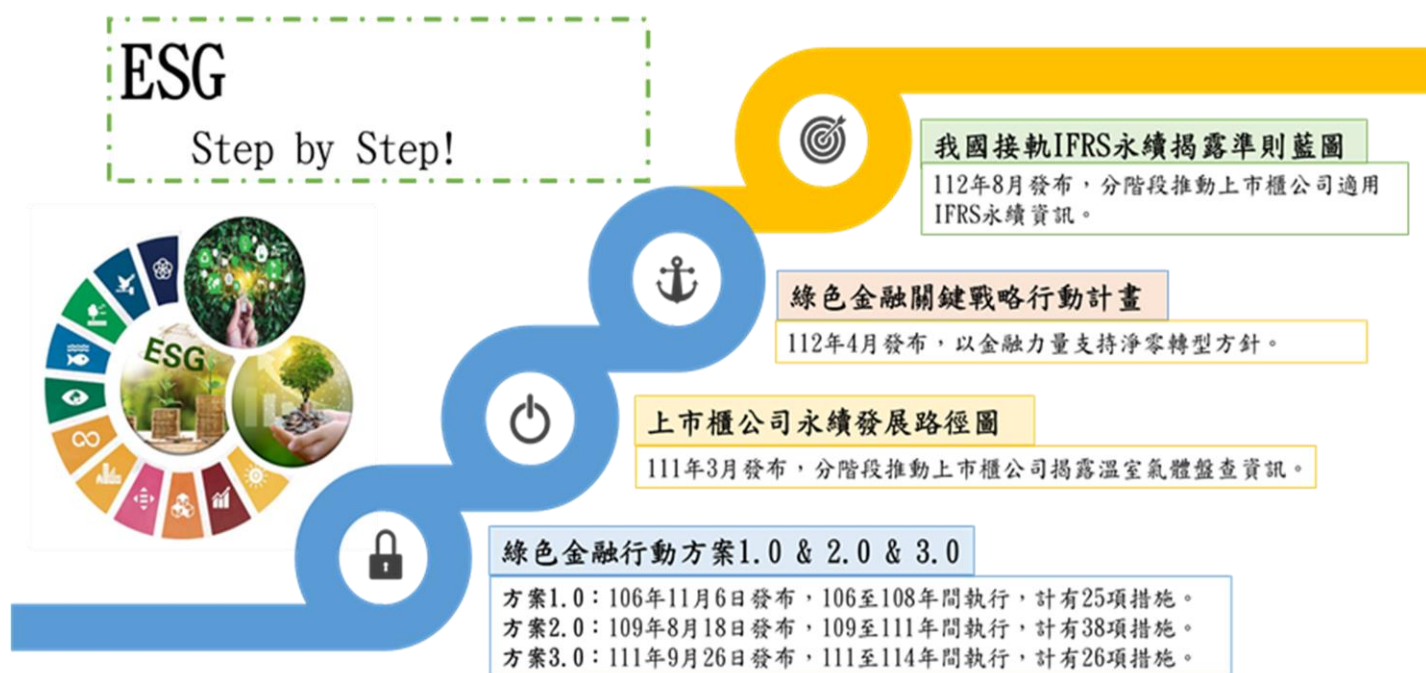 ESG
Step by Step!
ESG
我國接軌IFRS永續揭露準則藍圖
112年8月發布，分階段推動上市櫃公司適用
IFRS永續資訊。
綠色金融關鍵戰略行動計畫
112年4月發布，以金融力量支持淨零轉型方針。
上市櫃公司永續發展路徑圖
111年3月發布，分階段推動上市櫃公司揭露溫室氣體盤查資訊。
綠色金融行動方案1.0 & 2.0 & 3.0
方案1.0：106年11月6日發布，106至108年間執行，計有25項措施。
方案2.0：109年8月18日發布，109至111年間執行，計有38項措施。
方案3.0：111年9月26日發布，111至114年間執行，計有26項措施。